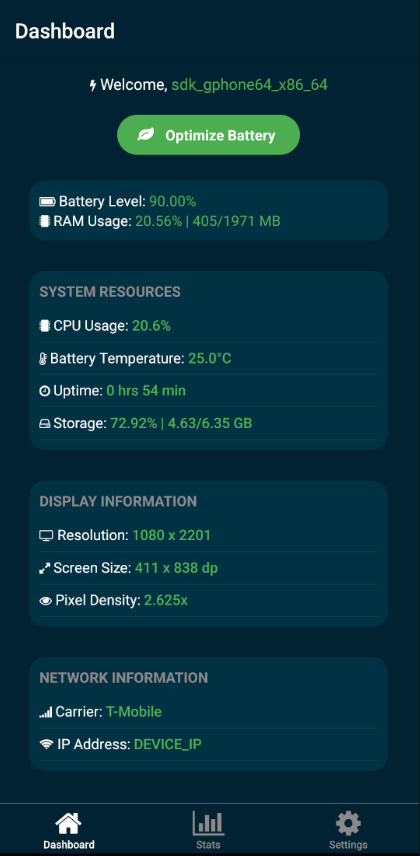 Dashboard
Welcome, sdk_gphone64_x86_64
Optimize Battery
Battery Level: 90.00%
RAM Usage: 20.56% | 405/1971 MB
SYSTEM RESOURCES
CPU Usage: 20.6%
Battery Temperature: 25.0°C
Uptime: 0 hrs 54 min
Storage: 72.92% | 4.63/6.35 GB
DISPLAY INFORMATION
Resolution: 1080 x 2201
Screen Size: 411 x 838 dp
Pixel Density: 2.625x
NETWORK INFORMATION
Carrier: T-Mobile
IP Address: DEVICE_IP
Dashboard Stats Settings